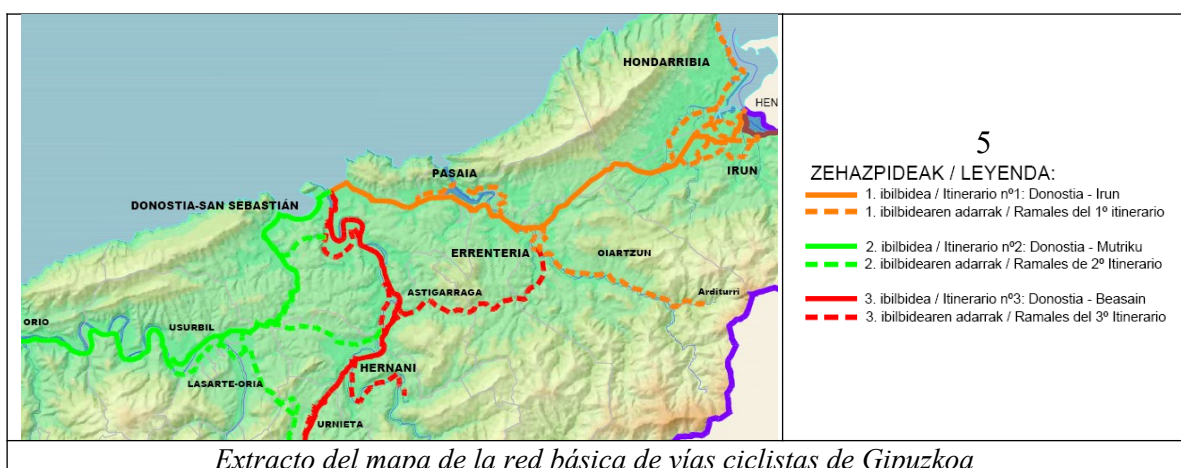 HONDARRIBIA
HEN
IRUN
PASAIA
DONOSTIA-SAN SEBASTIÁN
ERRENTERIA
OIARTZUN
ASTIGARRAGA
Arditurri
ORIO
USURBIL
HERNANI
LASARTE-ORIA
URNIETA
5
ZEHAZPIDEAK / LEYENDA:
1. ibilbidea / Itinerario nº1: Donostia - Irun
1. ibilbidearen adarrak / Ramales del 1º itinerario
2. ibilbidea / Itinerario nº2: Donostia - Mutriku
2. ibilbidearen adarrak / Ramales de 2º Itinerario
3. ibilbidea / Itinerario nº3: Donostia - Beasain
3. ibilbidearen adarrak / Ramales del 3º Itinerario
Extracto del mapa de la red básica de vías ciclistas de Gipuzkoa